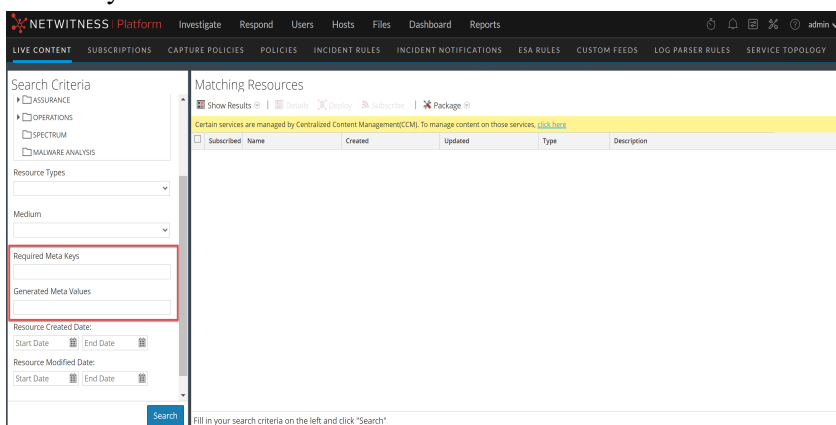 NETWITNESS Platform Investigate Respond Users Hosts Files Dashboard Reports admin
LIVE CONTENT SUBSCRIPTIONS CAPTURE POLICIES POLICIES INCIDENT RULES INCIDENT NOTIFICATIONS ESA RULES CUSTOM FEEDS LOG PARSER RULES SERVICE TOPOLOGY
Search Criteria
ASSURANCE
OPERATIONS
SPECTRUM
MALWARE ANALYSIS
Resource Types
Medium
Required Meta Keys
Generated Meta Values
Resource Created Date:
Start Date End Date
Resource Modified Date:
Start Date End Date
Search
Matching Resources
Show Results Details Deploy Subscribe Package
Certain services are managed by Centralized Content Management(CCM). To manage content on those services, click here
Subscribed Name Created Updated Type Description
Fill in your search criteria on the left and click "Search"